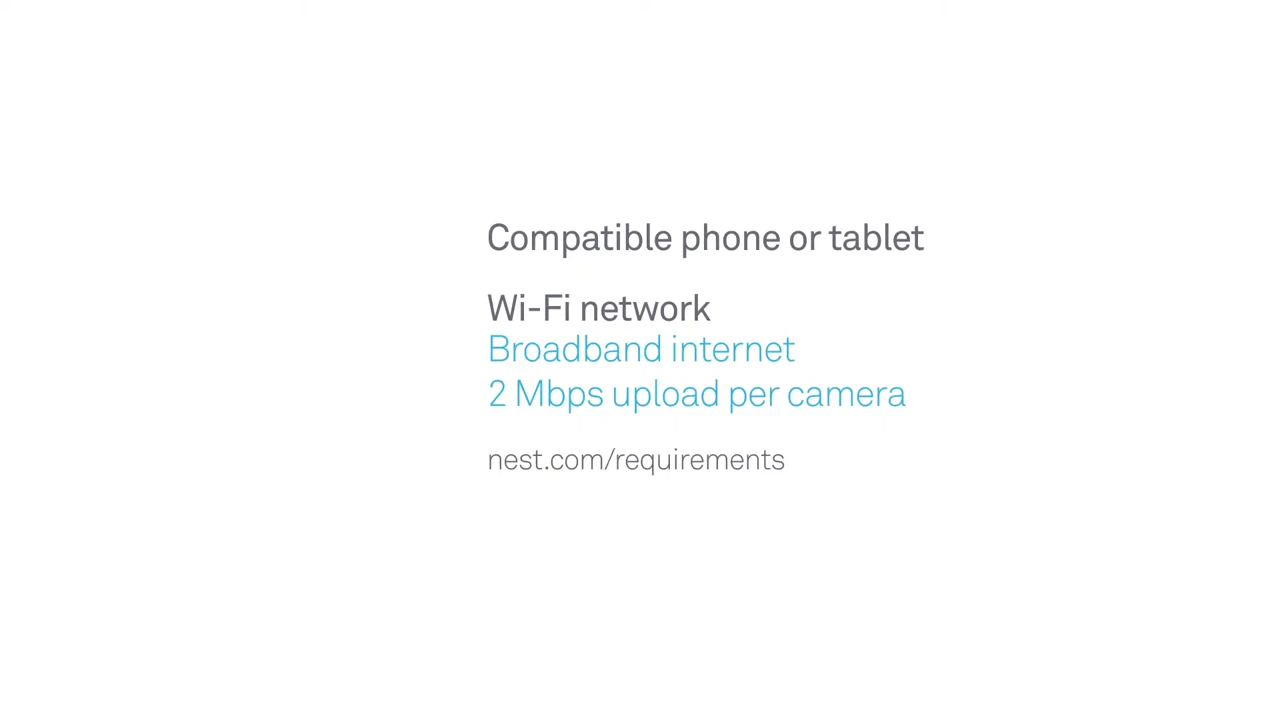 Compatible phone or tablet
Wi-Fi network
Broadband internet
2 Mbps upload per camera
nest.com/requirements